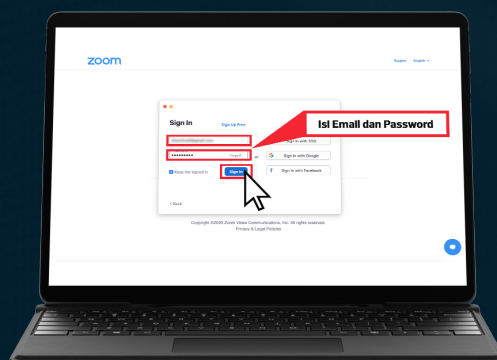 zoom
Support English
Sign In
Sign Up Free
Isi Email dan Password
Sign In with SSO
Forgot?
or
G Sign In with Google
Keep me signed in
Sign In
f Sign In with Facebook
< Back
Copyright ©2020 Zoom Video Communications, Inc. All rights reserved.
Privacy & Legal Policies